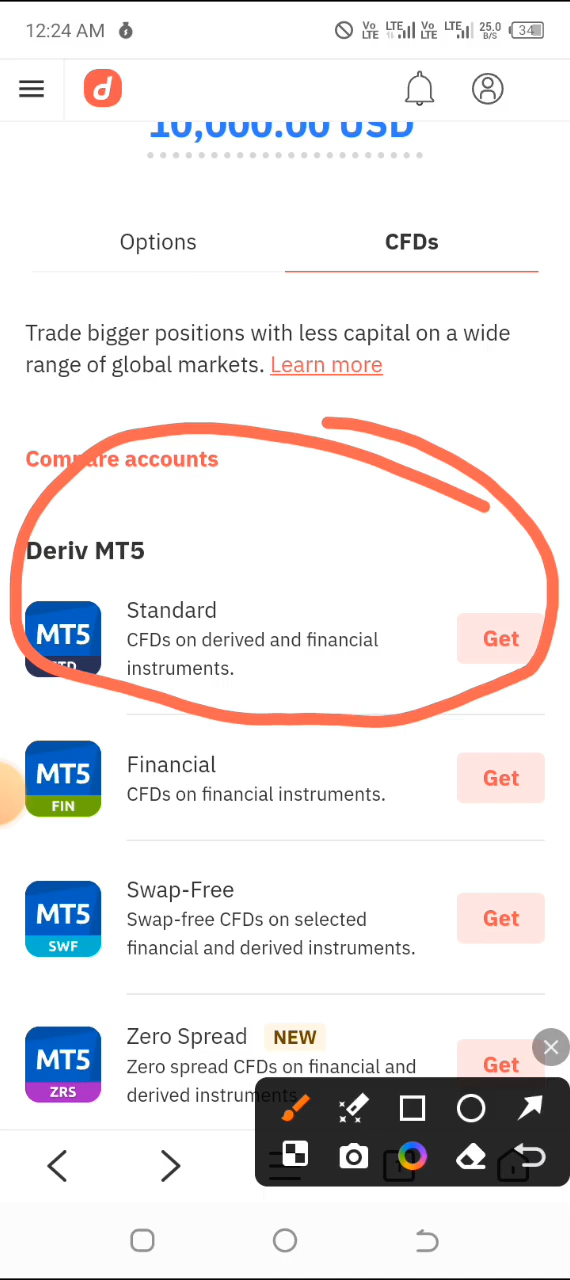 12:24 AM Vo LTE LTE Vo LTE LTE 25.0 B/S 34
d
10,000.00 USD
Options CFDs
Trade bigger positions with less capital on a wide
range of global markets. Learn more
Compare accounts
Deriv MT5
MT5 STD
Standard
CFDs on derived and financial
instruments.
Get
MT5 FIN
Financial
CFDs on financial instruments.
Get
MT5 SWF
Swap-Free
Swap-free CFDs on selected
financial and derived instruments.
Get
MT5 ZRS
Zero Spread NEW
Zero spread CFDs on financial and
derived instruments
Get
1